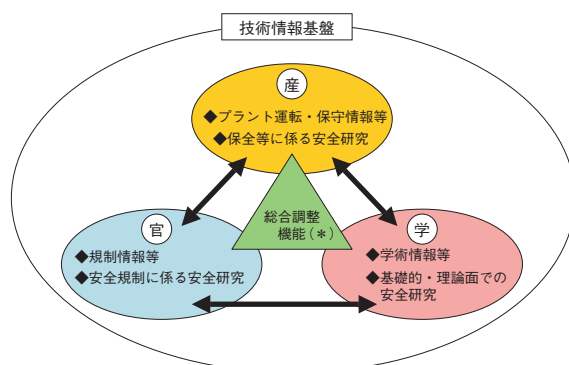 技術情報基盤
産
◆プラント運転・保守情報等
◆保全等に係る安全研究
総合調整
機能(＊)
官
◆規制情報等
◆安全規制に係る安全研究
学
◆学術情報等
◆基礎的・理論面での
安全研究